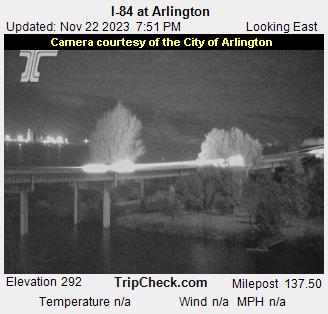 I-84 at Arlington
Updated: Nov 22 2023 7:51 PM Looking East
Camera courtesy of the City of Arlington
Elevation 292 TripCheck.com Milepost 137.50
Temperature n/a Wind n/a MPH n/a